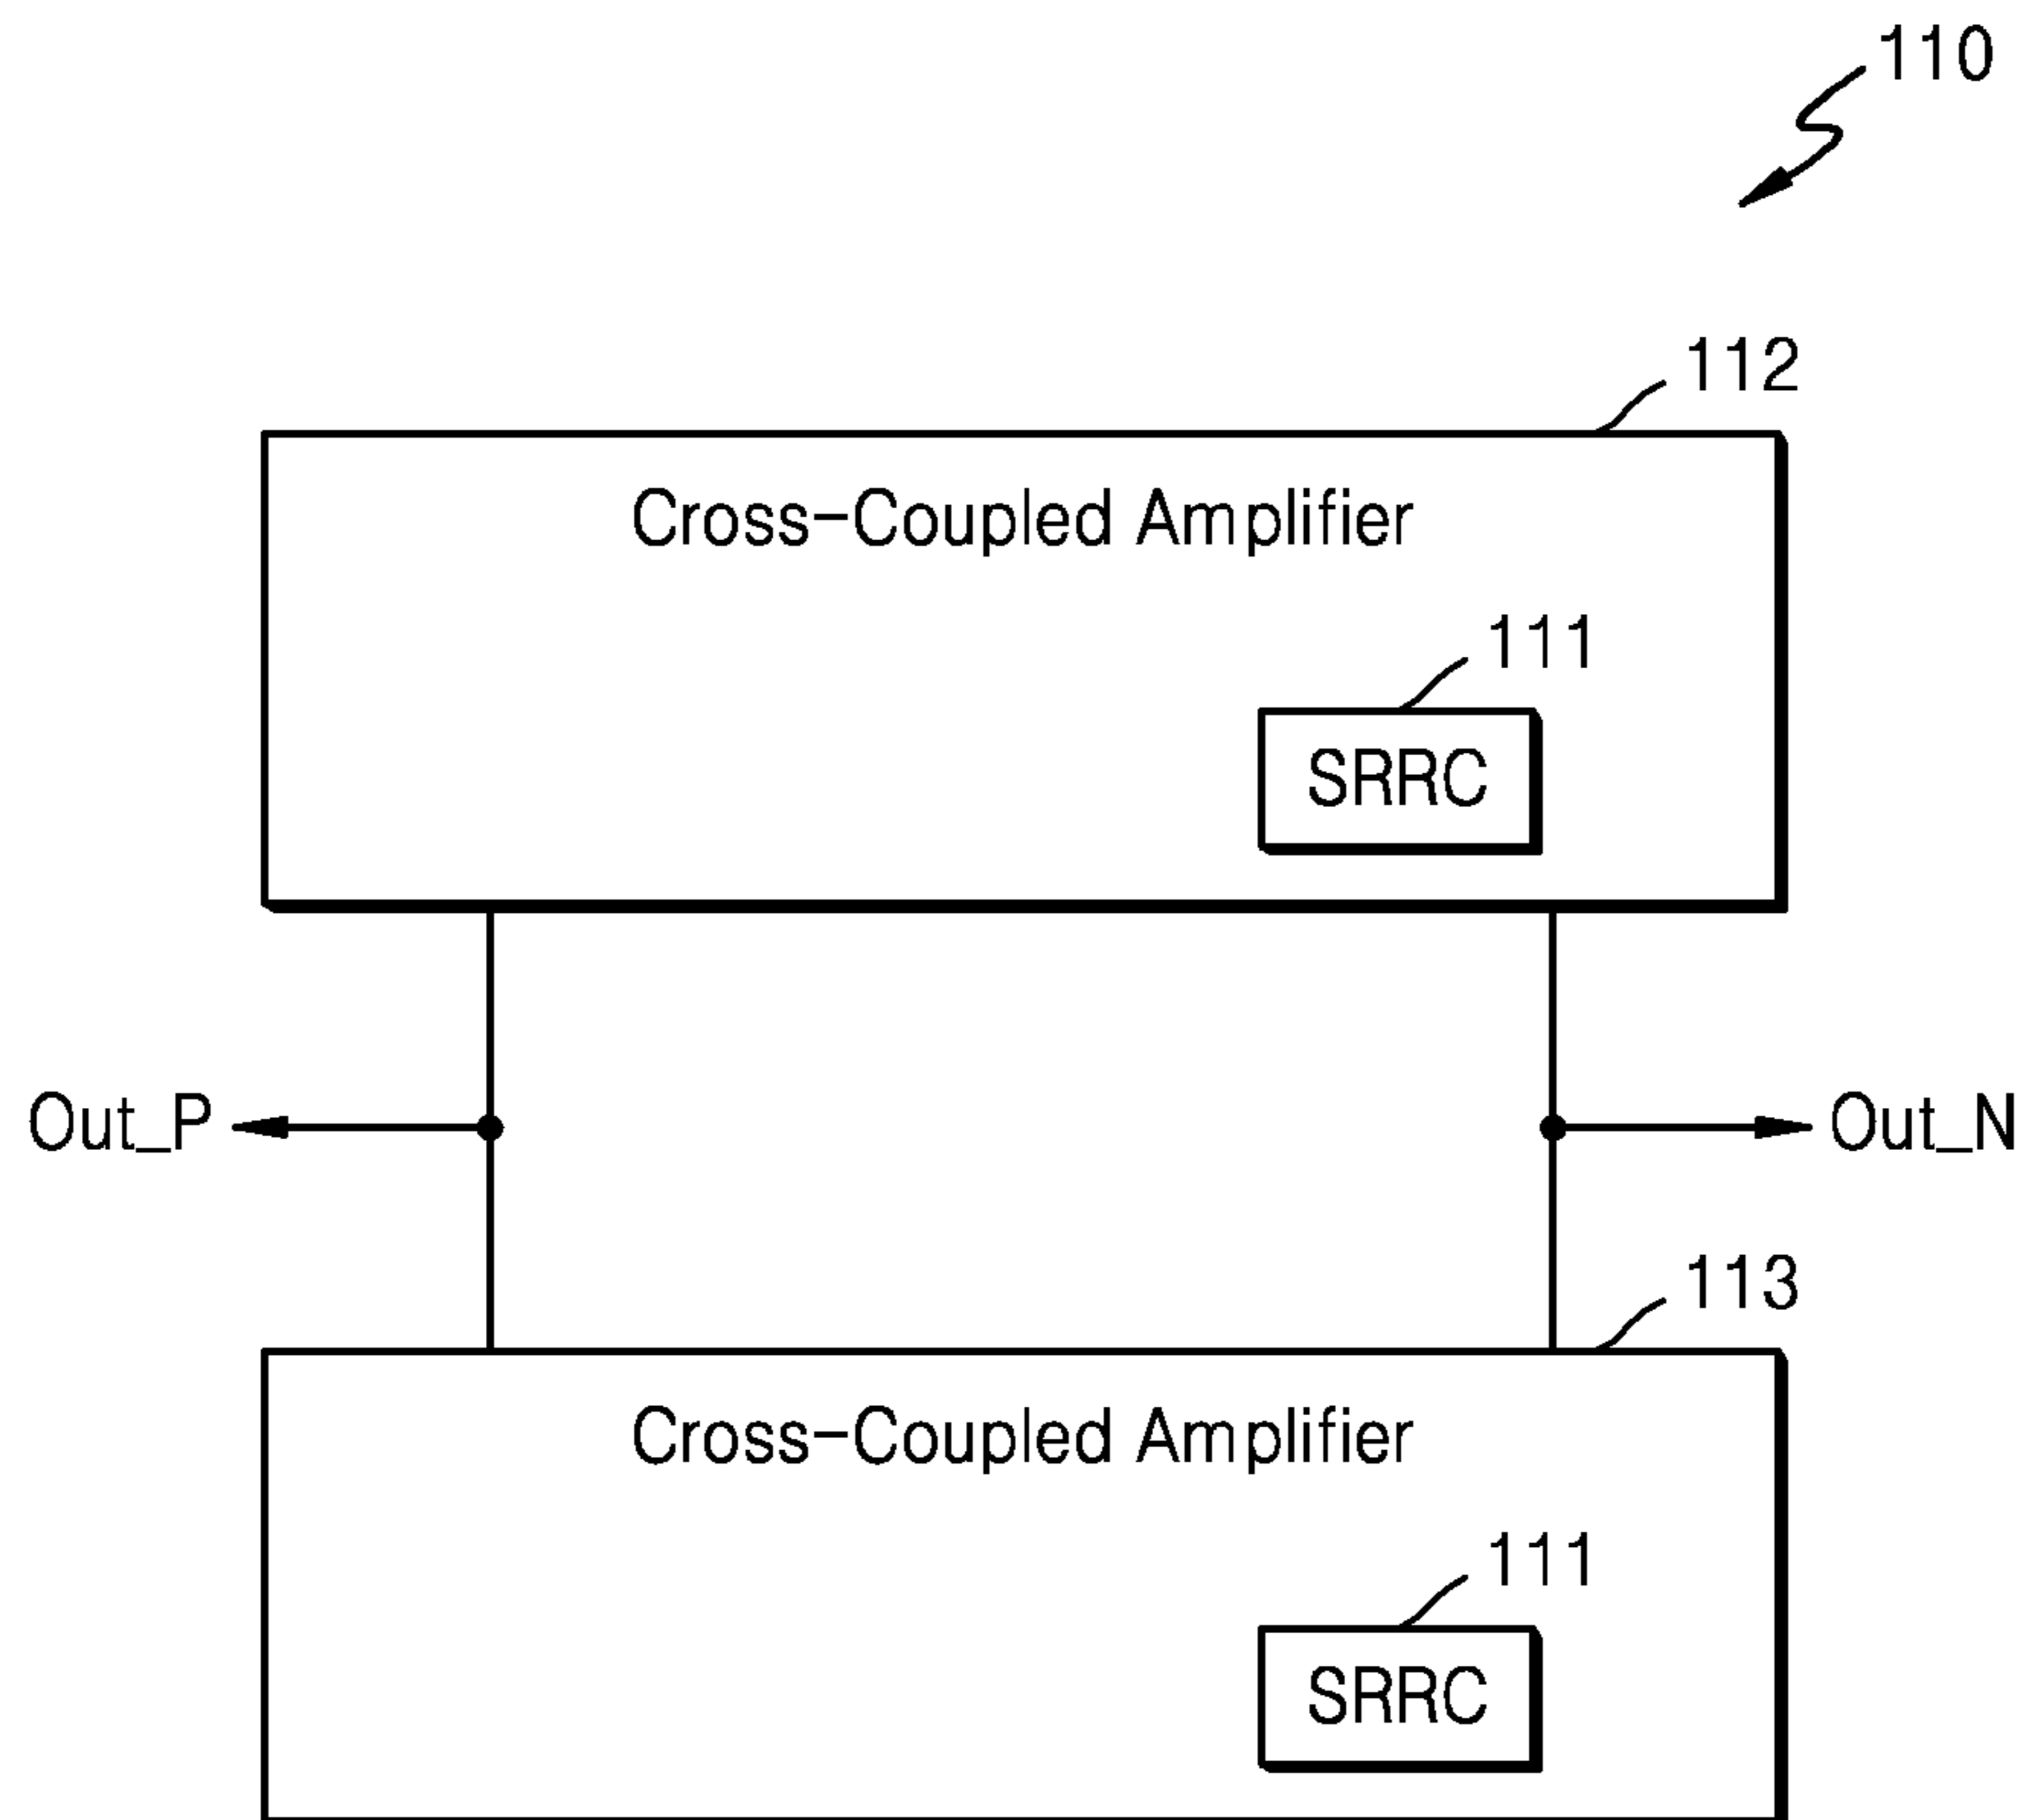 110
112
Cross-Coupled Amplifier
111
SRRC
Out_P
Out_N
113
Cross-Coupled Amplifier
111
SRRC